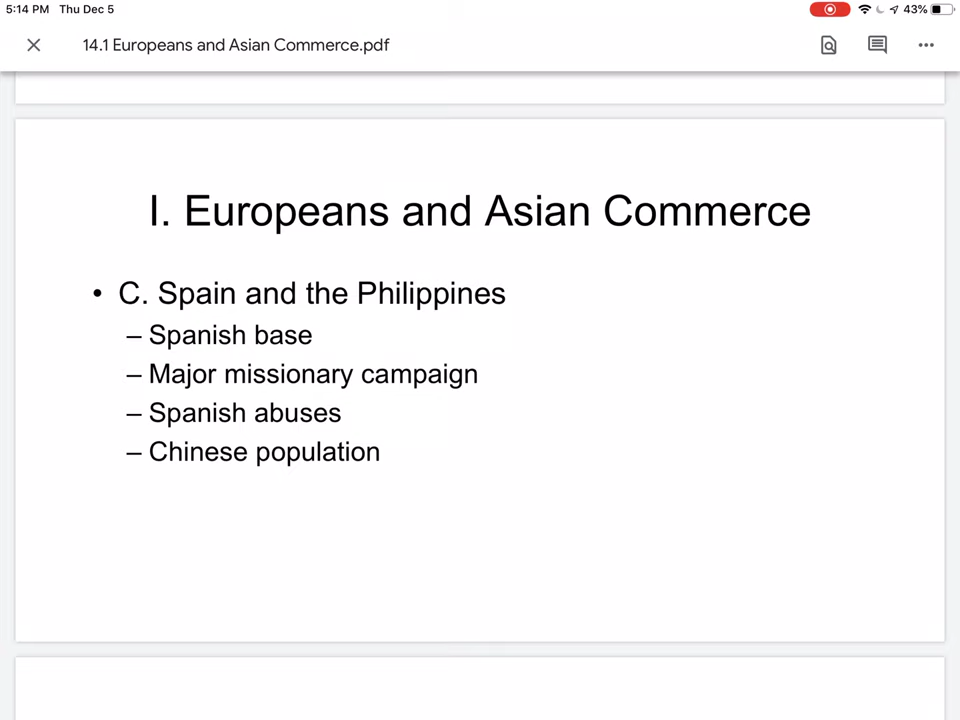 5:14 PM Thu Dec 5 43%
14.1 Europeans and Asian Commerce.pdf
I. Europeans and Asian Commerce
• C. Spain and the Philippines
– Spanish base
– Major missionary campaign
– Spanish abuses
– Chinese population